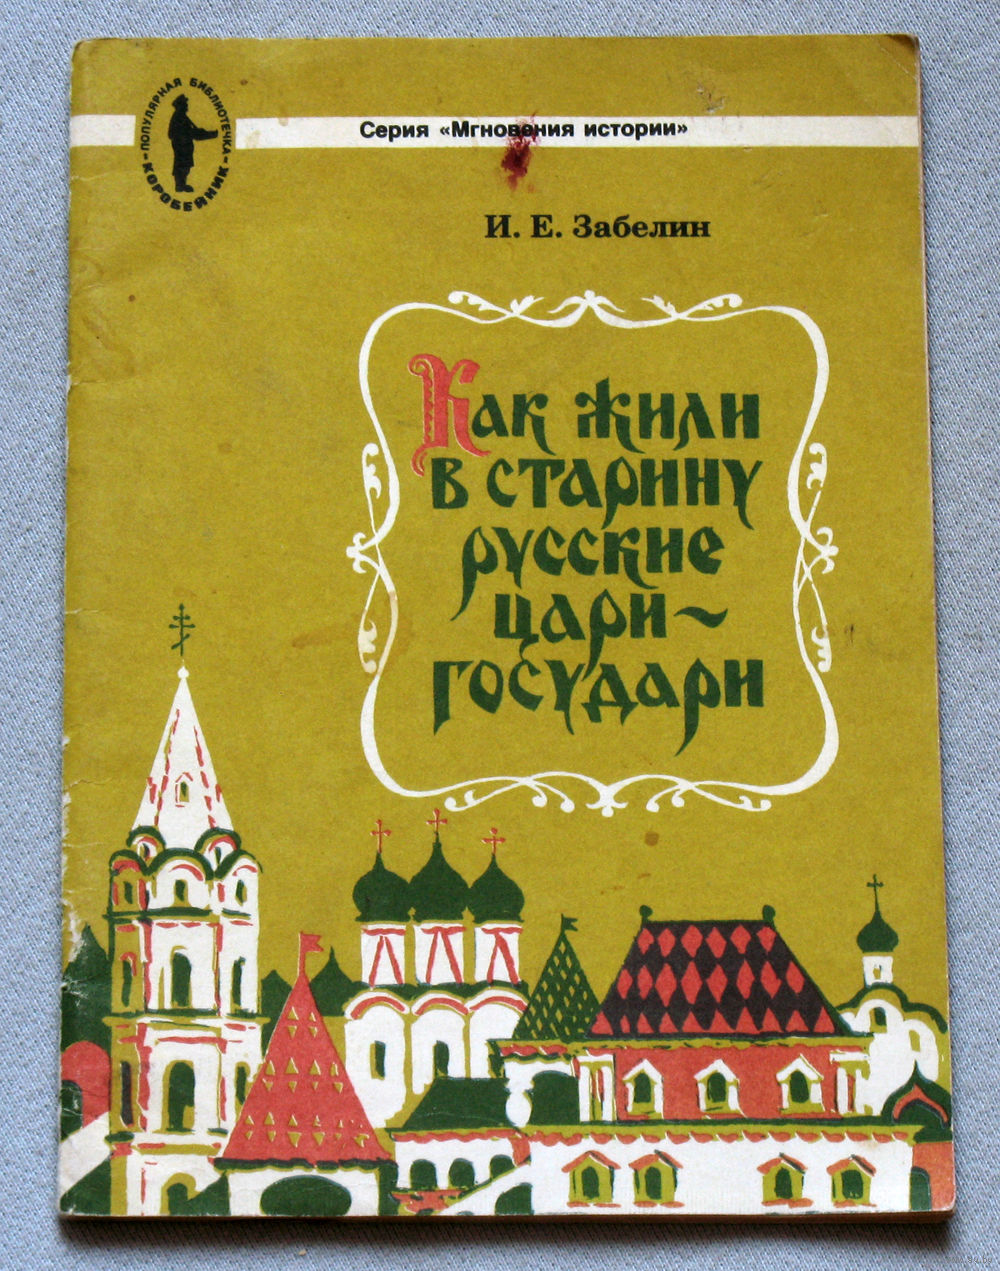 ПОПУЛЯРНАЯ БИБЛИОТЕЧКА
«КОРОБЕЙНИК»
Серия «Мгновения истории»
И. Е. Забелин
Как жили
в старину
русские
цари-
государи